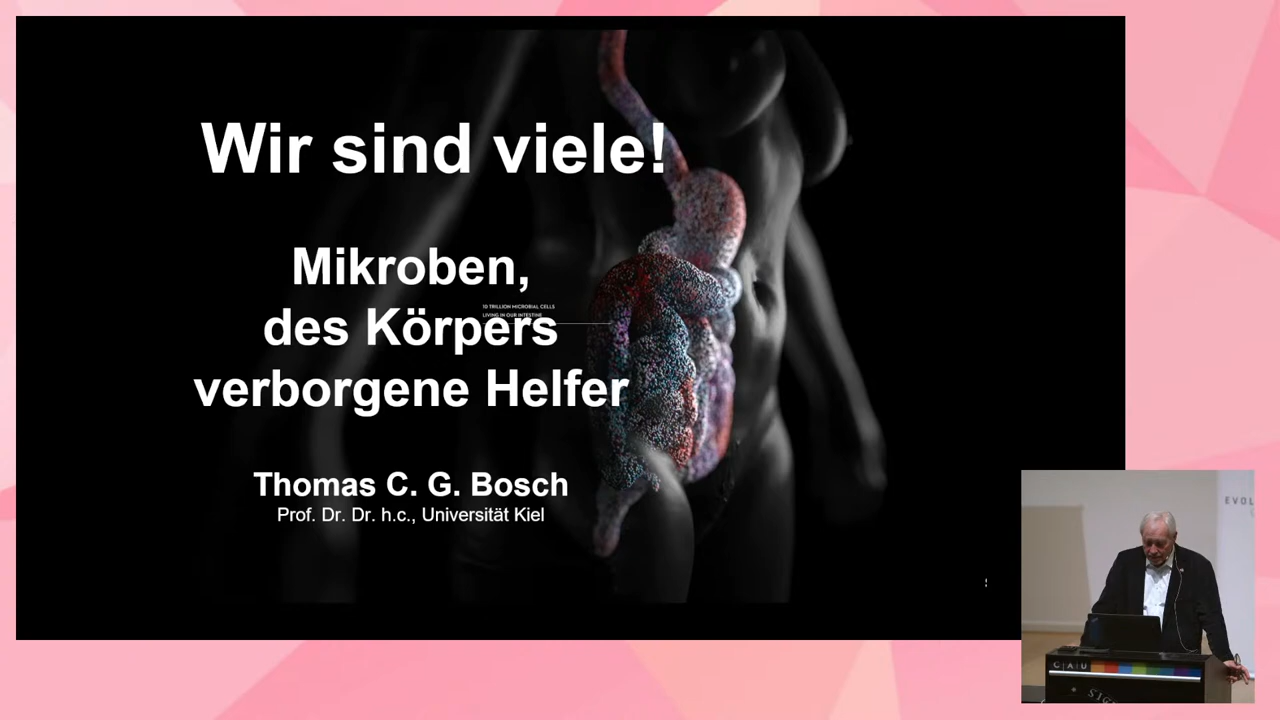 Wir sind viele!
Mikroben,
10 TRILLION MICROBIAL CELLS
LIVING IN OUR INTESTINE
des Körpers
verborgene Helfer
Thomas C. G. Bosch
Prof. Dr. Dr. h.c., Universität Kiel
EVOL
C A U